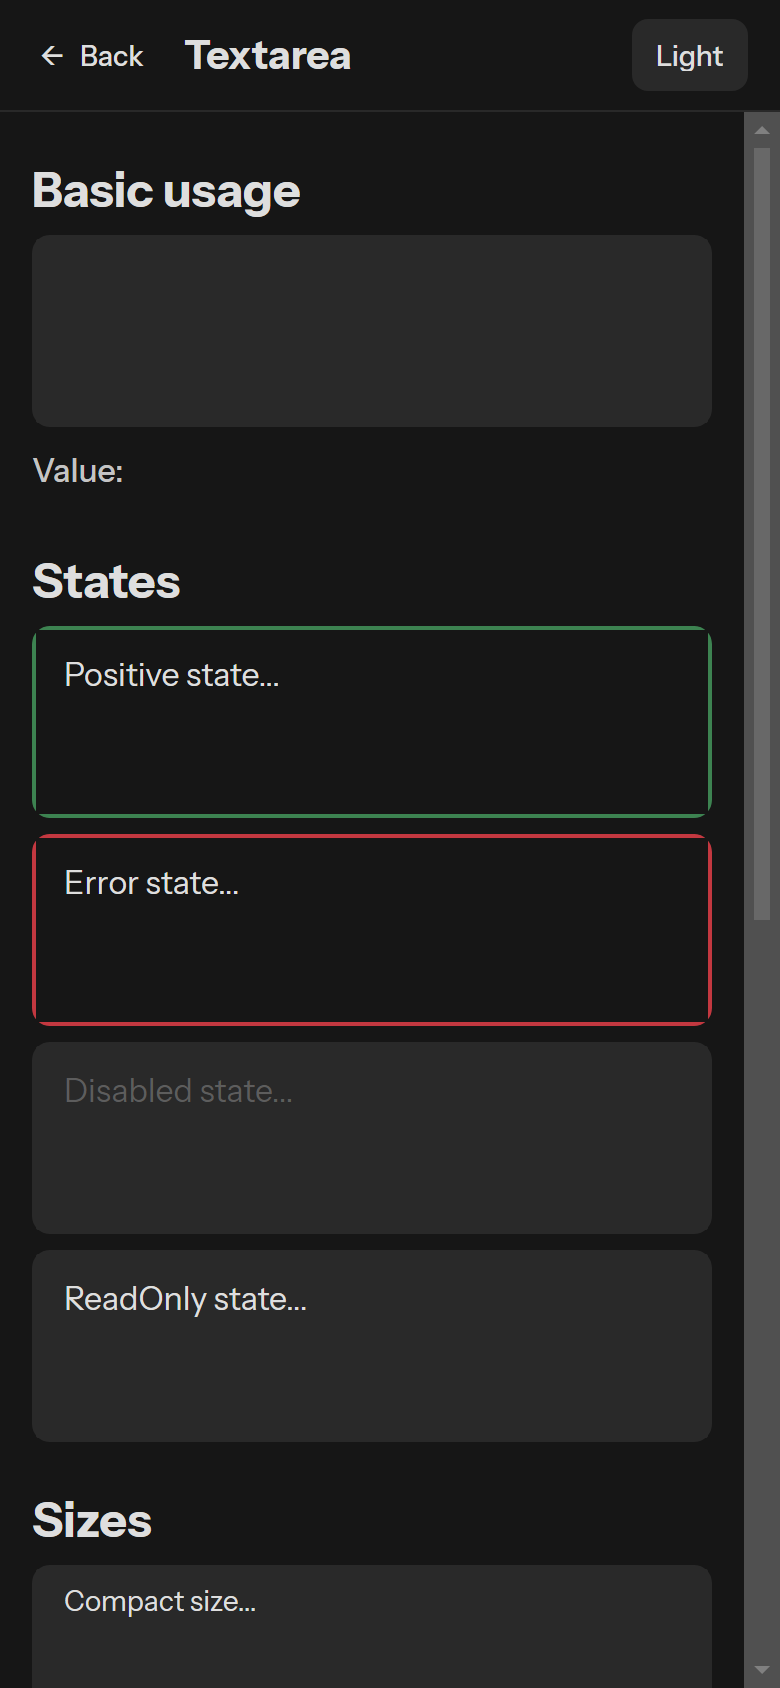 ← Back Textarea Light
Basic usage
Value:
States
Positive state...
Error state...
Disabled state...
ReadOnly state...
Sizes
Compact size...